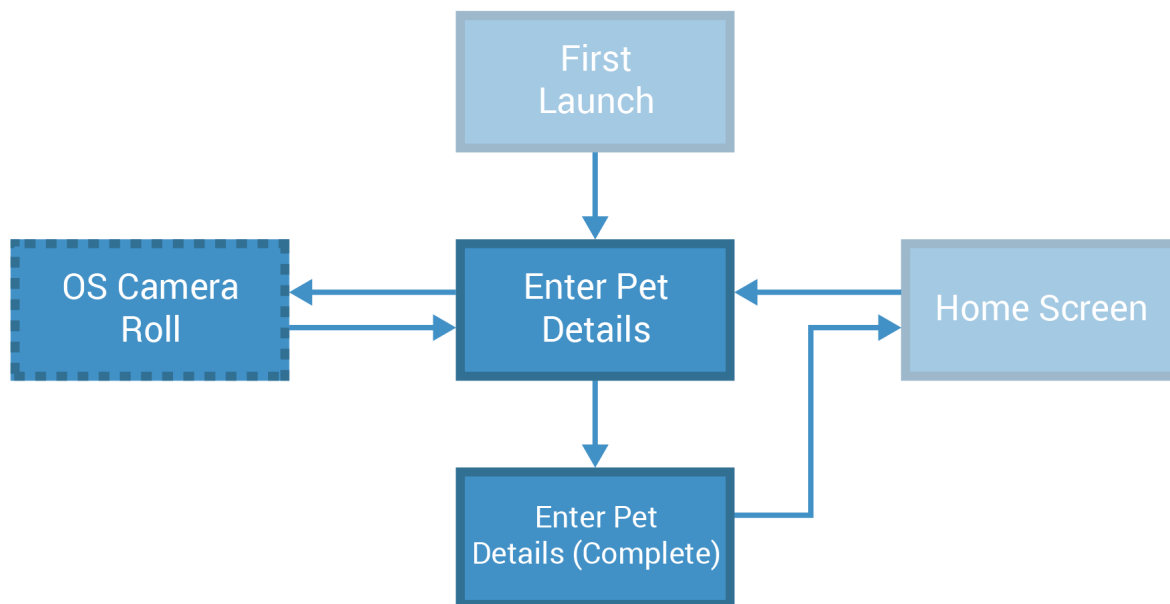 First
Launch
OS Camera
Roll
Enter Pet
Details
Home Screen
Enter Pet
Details (Complete)